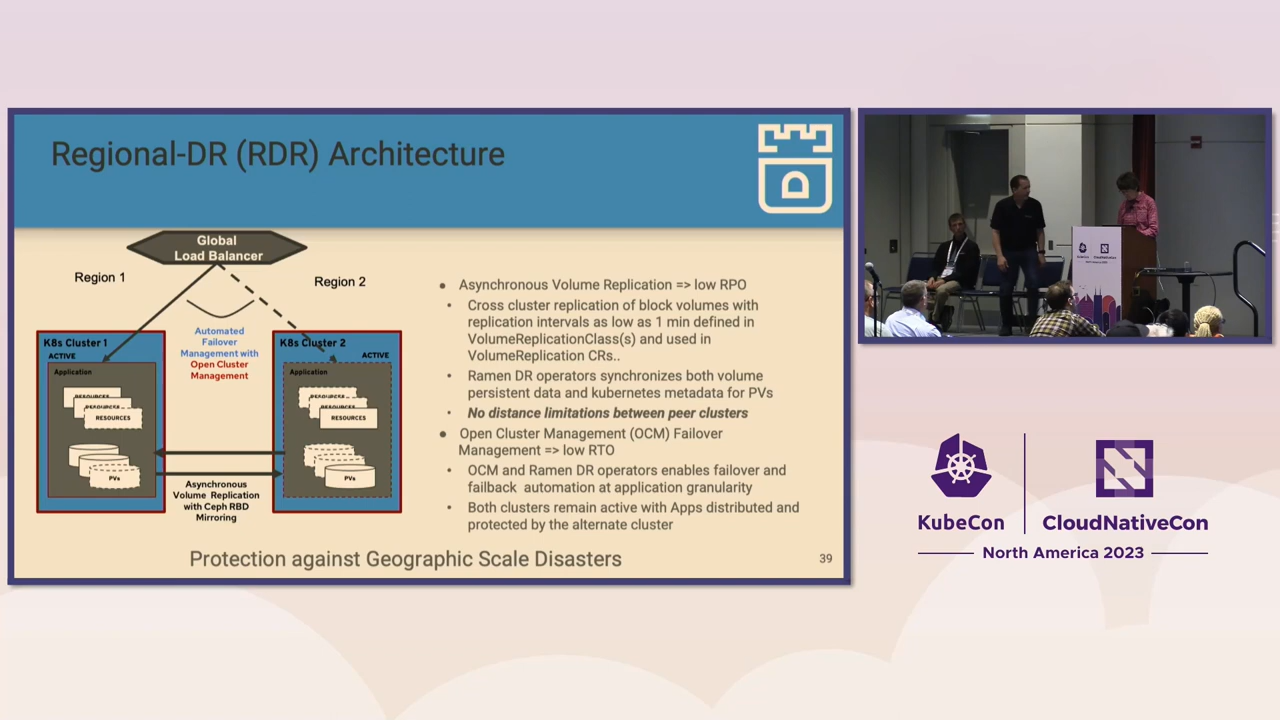 Regional-DR (RDR) Architecture
Global
Load Balancer
Region 1
Region 2
Automated
Failover
Management with
Open Cluster
Management
K8s Cluster 1
ACTIVE
Application
RESOURCES
RESOURCES
RESOURCES
PVs
K8s Cluster 2
ACTIVE
Application
RESOURCES
RESOURCES
RESOURCES
PVs
Asynchronous
Volume Replication
with Ceph RBD
Mirroring
● Asynchronous Volume Replication => low RPO
• Cross cluster replication of block volumes with
replication intervals as low as 1 min defined in
VolumeReplicationClass(s) and used in
VolumeReplication CRs..
• Ramen DR operators synchronizes both volume
persistent data and kubernetes metadata for PVs
• No distance limitations between peer clusters
● Open Cluster Management (OCM) Failover
Management => low RTO
• OCM and Ramen DR operators enables failover and
failback automation at application granularity
• Both clusters remain active with Apps distributed and
protected by the alternate cluster
Protection against Geographic Scale Disasters
39
KubeCon
CloudNativeCon
North America 2023